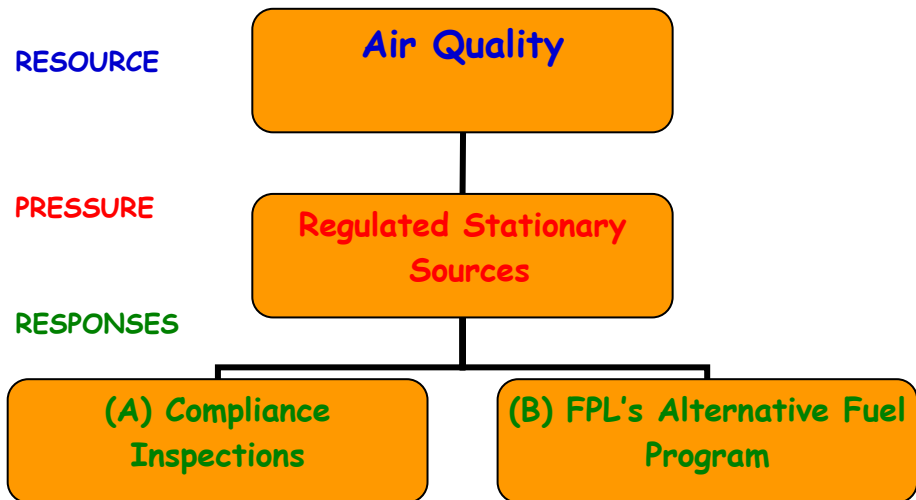 RESOURCE
Air Quality
PRESSURE
Regulated Stationary
Sources
RESPONSES
(A) Compliance
Inspections
(B) FPL's Alternative Fuel
Program